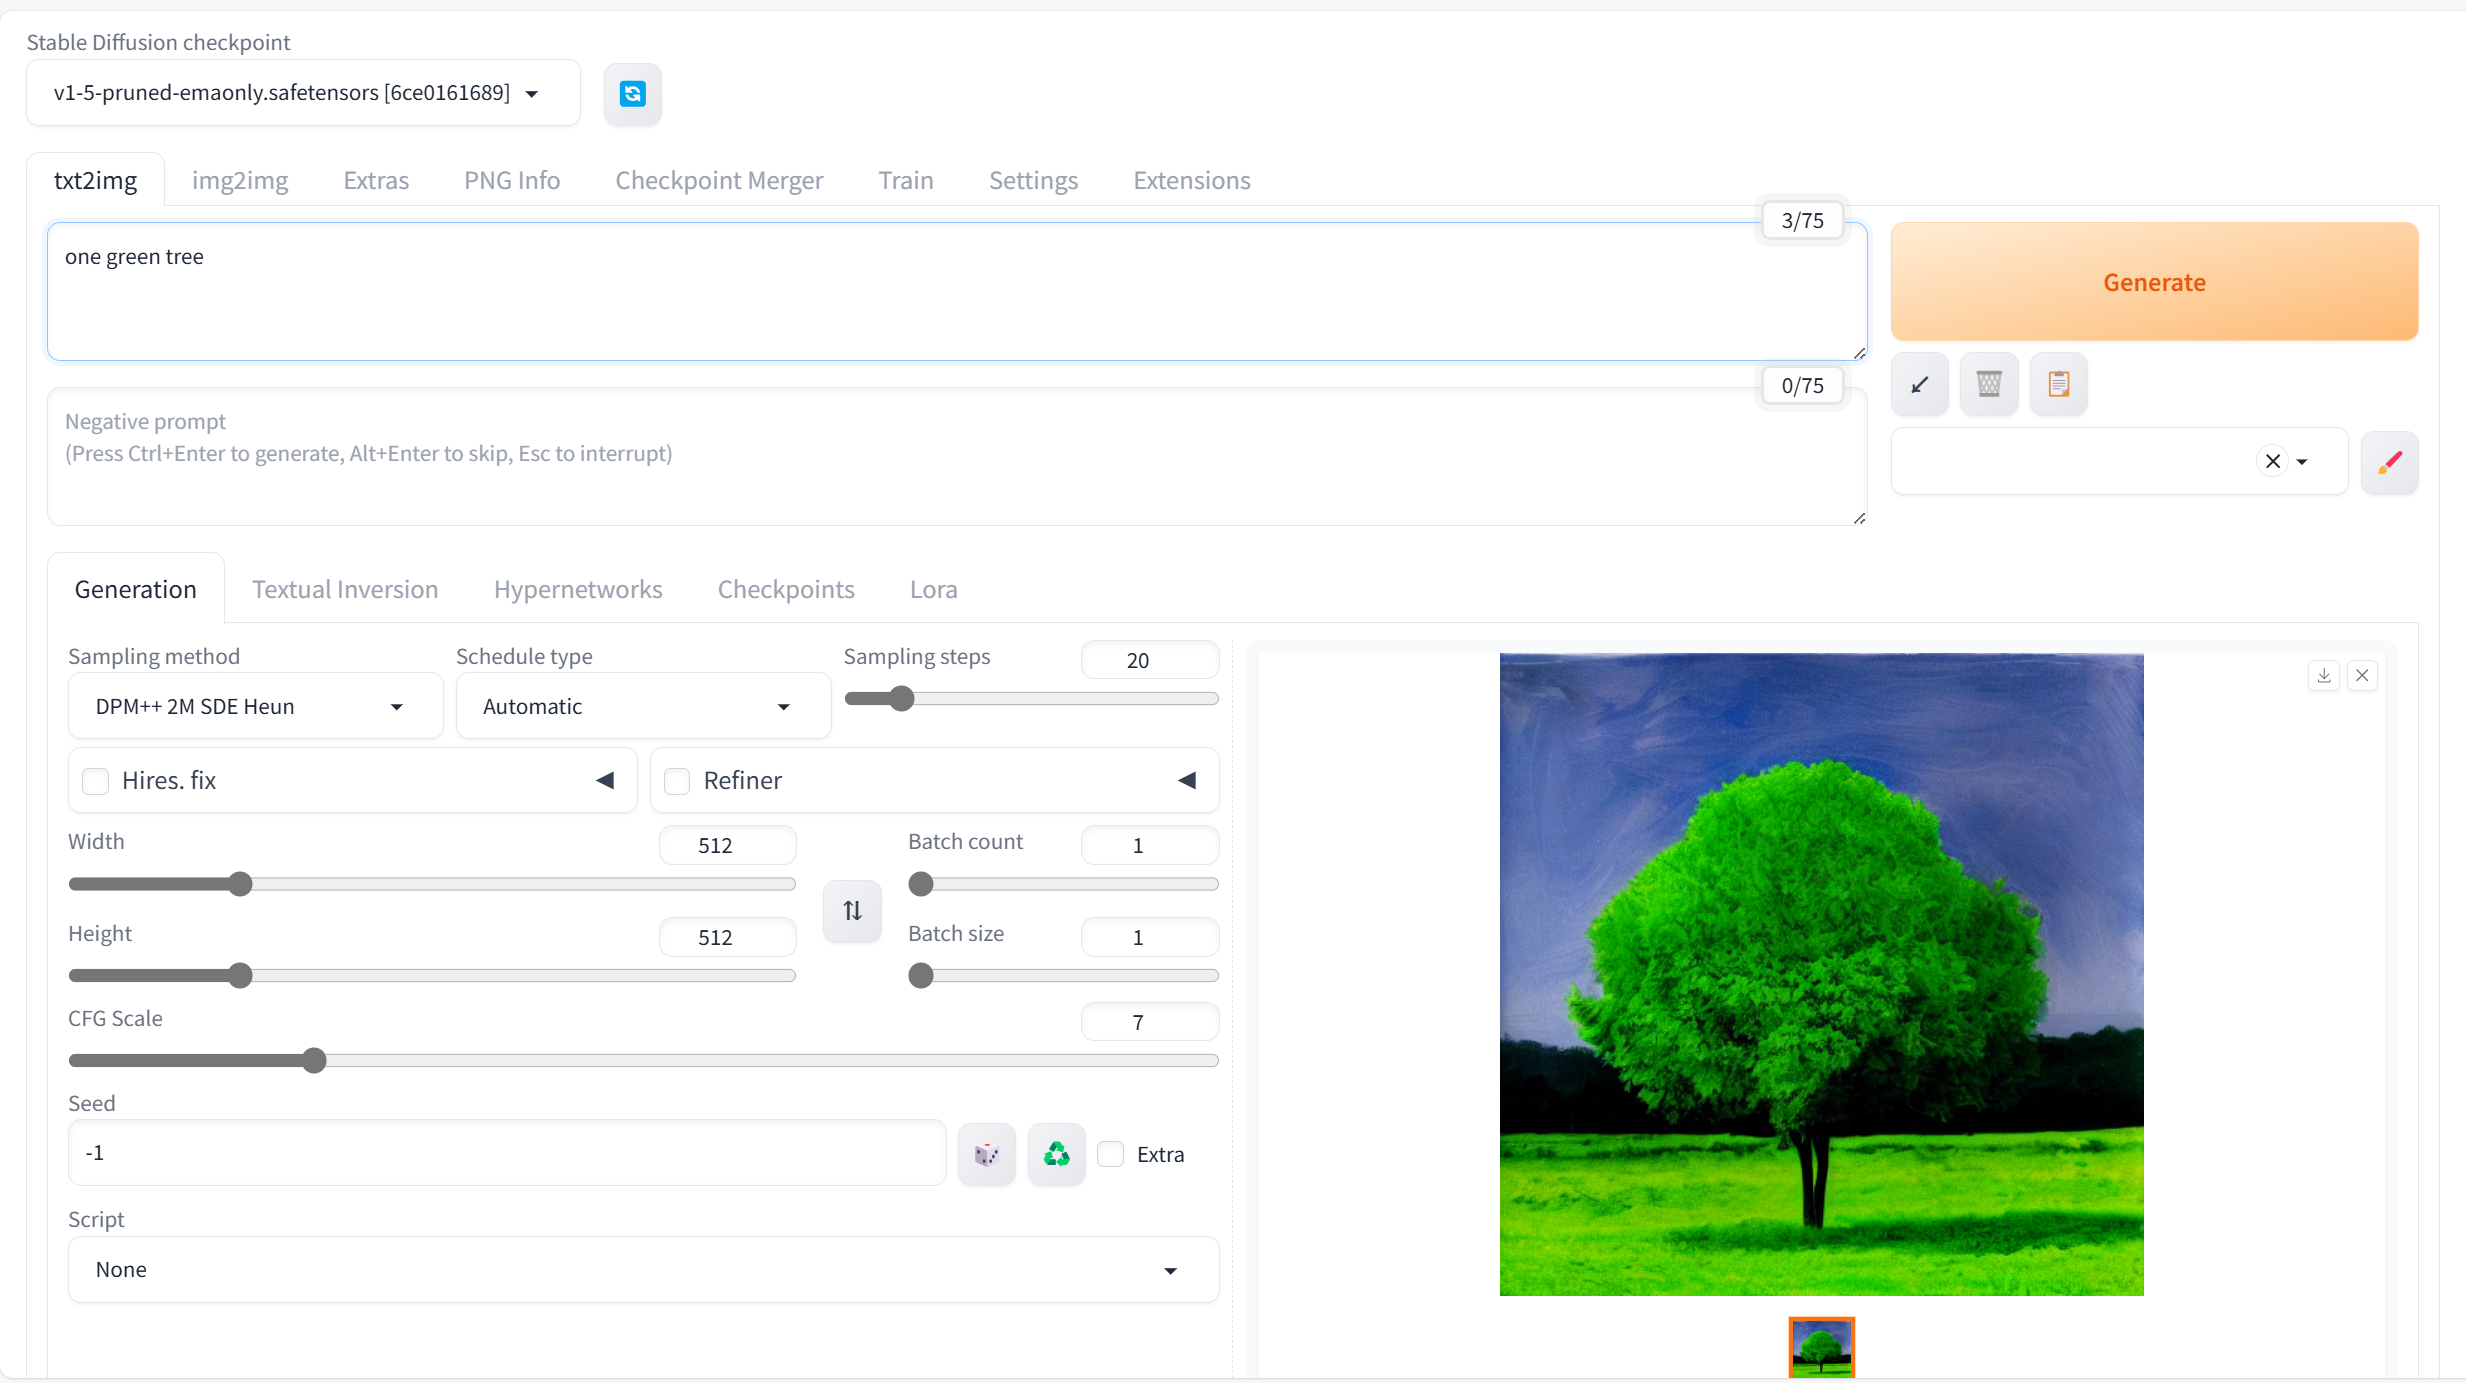 Stable Diffusion checkpoint
v1-5-pruned-emaonly.safetensors [6ce0161689]
txt2img
img2img
Extras
PNG Info
Checkpoint Merger
Train
Settings
Extensions
3/75
one green tree
Generate
0/75
Negative prompt
(Press Ctrl+Enter to generate, Alt+Enter to skip, Esc to interrupt)
Generation
Textual Inversion
Hypernetworks
Checkpoints
Lora
Sampling method
DPM++ 2M SDE Heun
Schedule type
Automatic
Sampling steps
20
Hires. fix
Refiner
Width
512
Batch count
1
Height
512
Batch size
1
CFG Scale
7
Seed
-1
Extra
Script
None